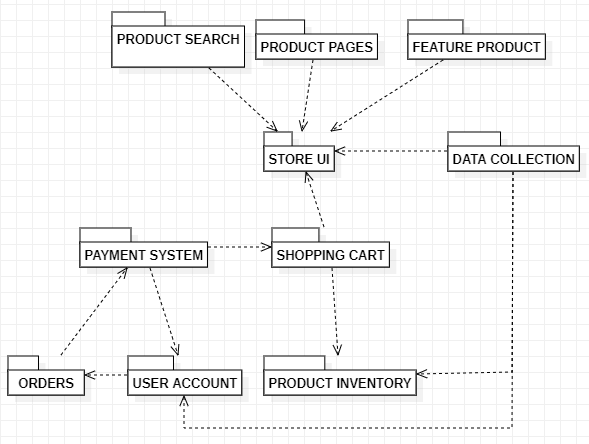 PRODUCT SEARCH
PRODUCT PAGES
FEATURE PRODUCT
STORE UI
DATA COLLECTION
PAYMENT SYSTEM
SHOPPING CART
ORDERS
USER ACCOUNT
PRODUCT INVENTORY